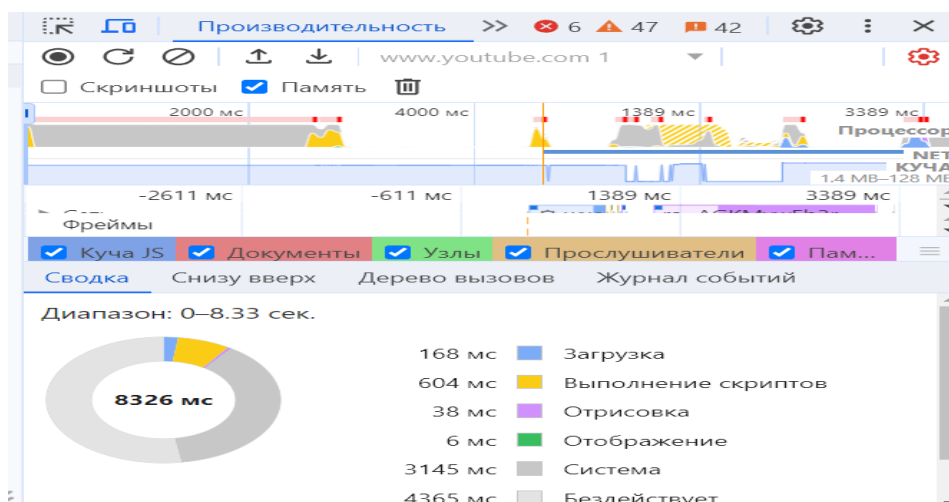 Производительность 6 47 42
www.youtube.com 1
Скриншоты Память
2000 мс 4000 мс 1389 мс 3389 мс
Процессор
NET
КУЧА
1.4 MB–128 MB
-2611 мс -611 мс 1389 мс 3389 мс
Фреймы
Куча JS Документы Узлы Прослушиватели Пам...
Сводка Снизу вверх Дерево вызовов Журнал событий
Диапазон: 0–8.33 сек.
8326 мс
168 мс Загрузка
604 мс Выполнение скриптов
38 мс Отрисовка
6 мс Отображение
3145 мс Система
4365 мс Бездействует